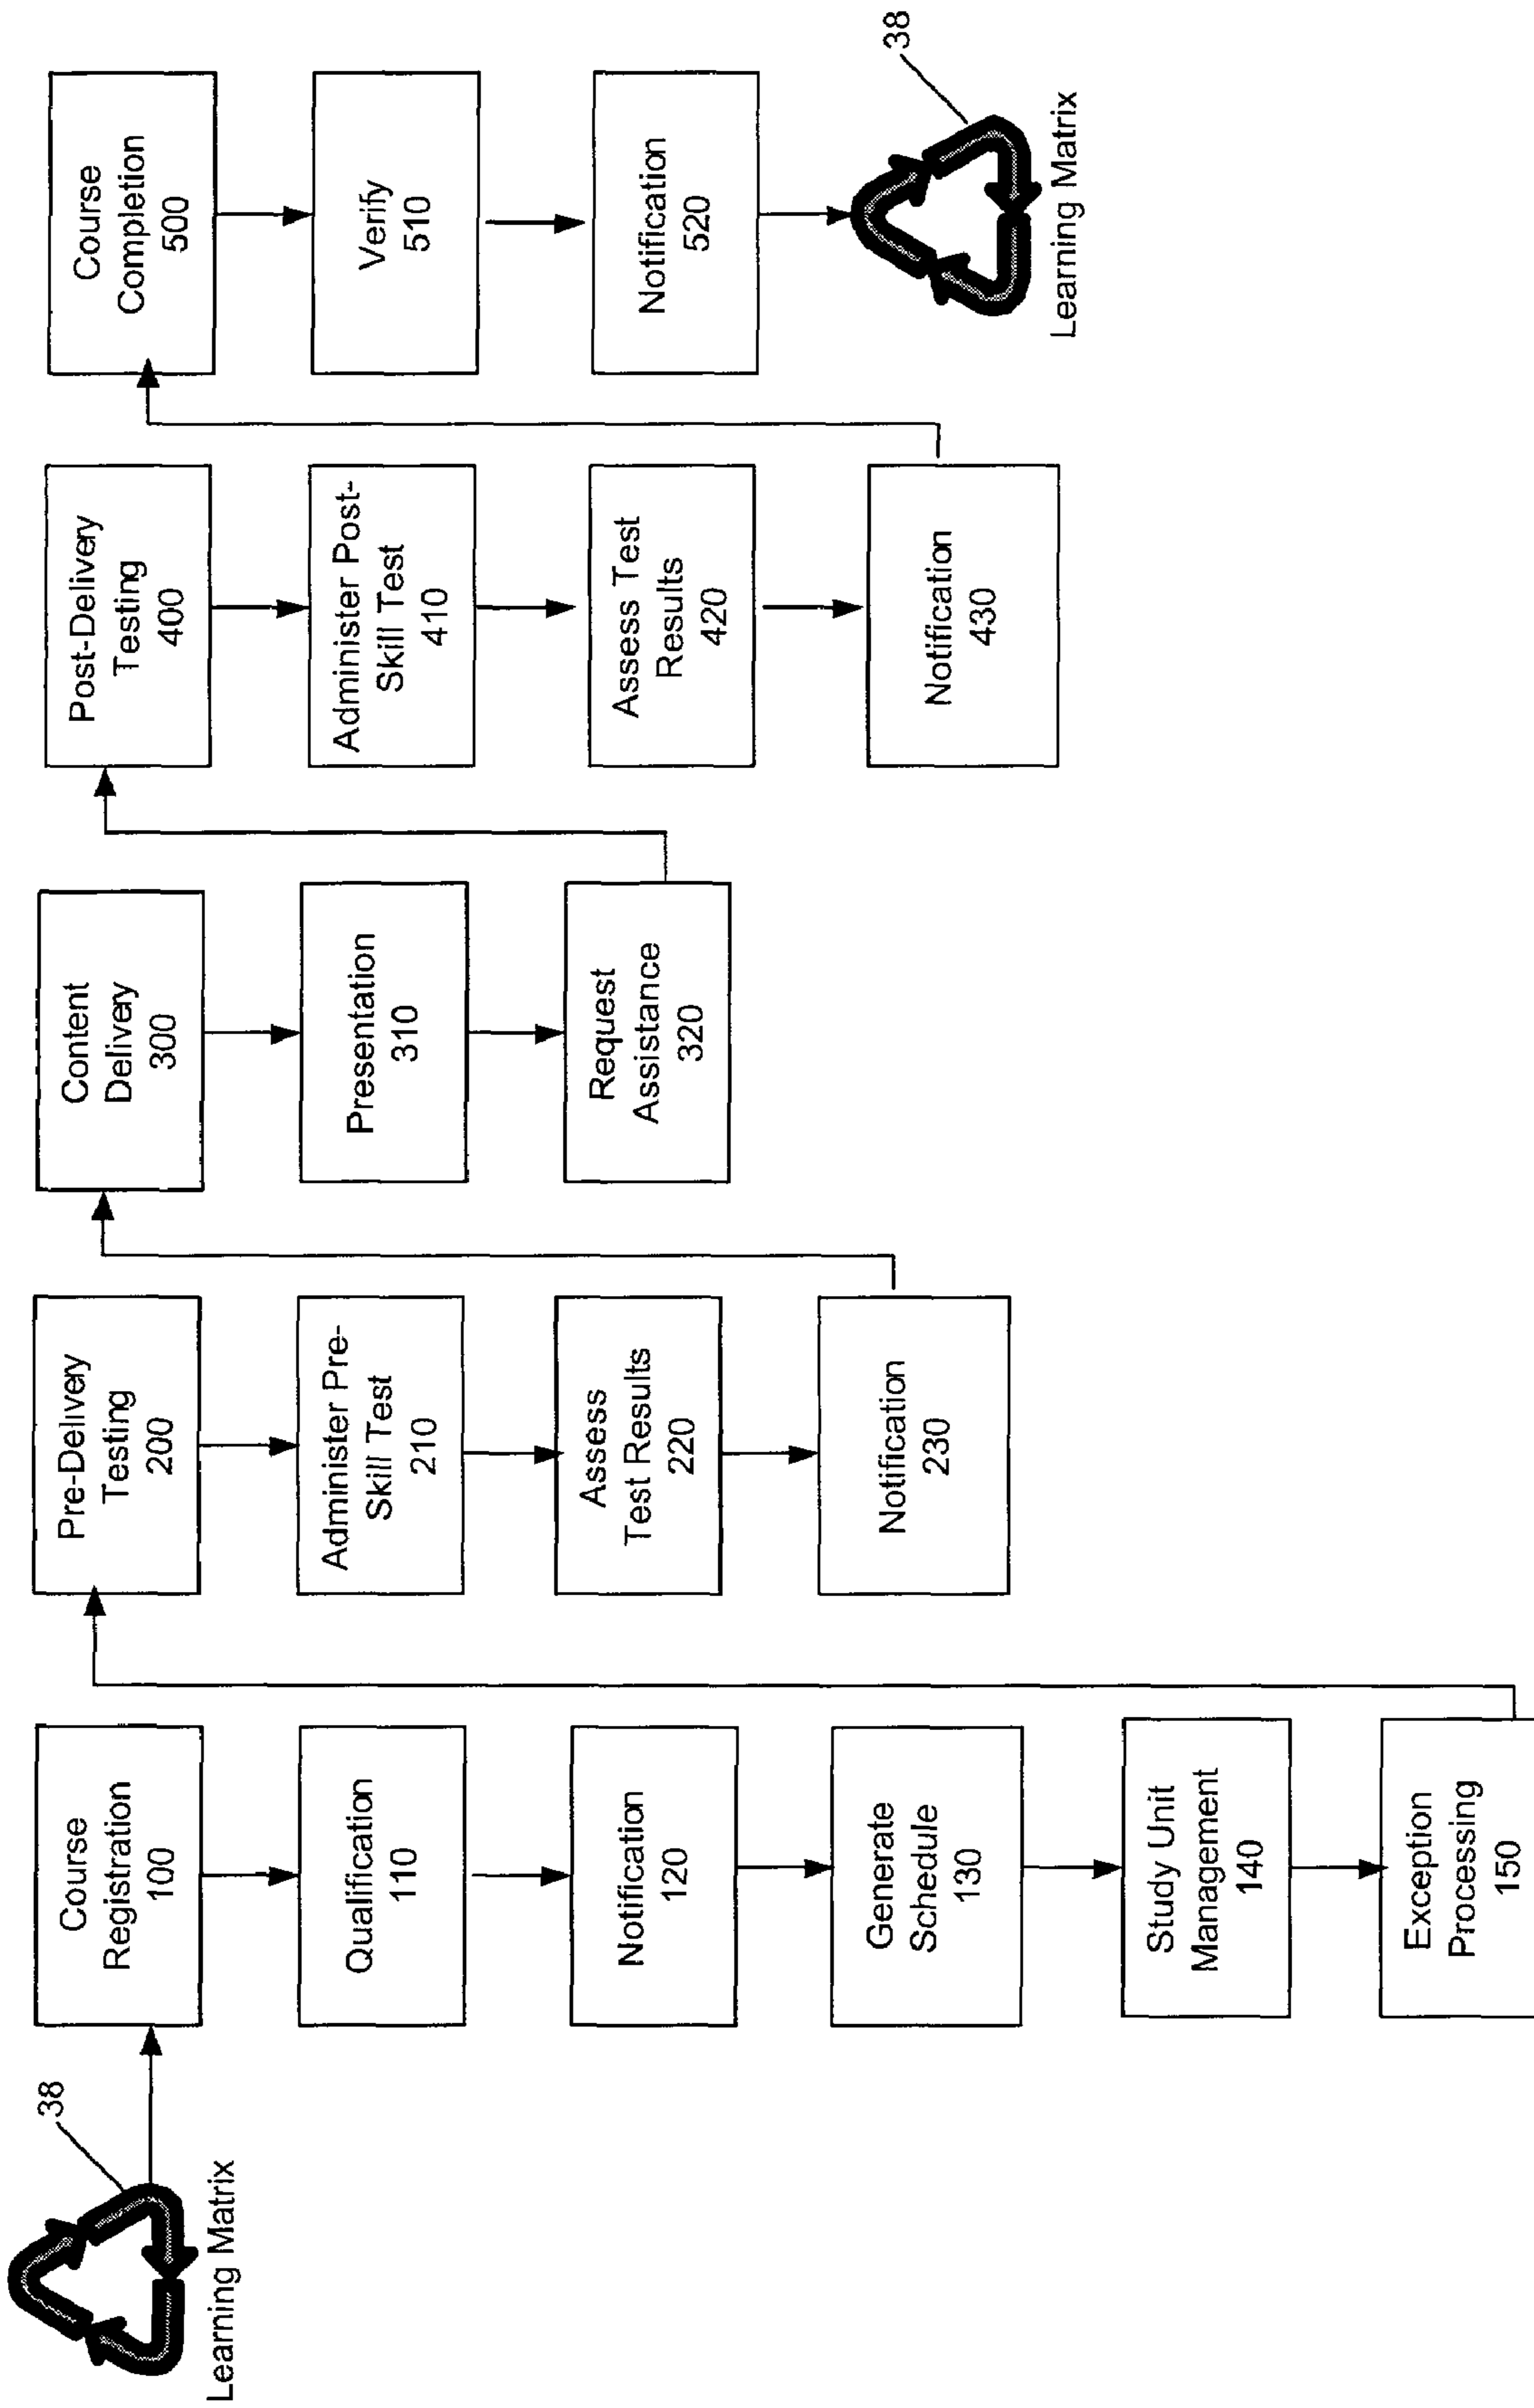 38
Learning Matrix
Course
Registration
100
Qualification
110
Notification
120
Generate
Schedule
130
Study Unit
Management
140
Exception
Processing
150
Pre-Delivery
Testing
200
Administer Pre-
Skill Test
210
Assess
Test Results
220
Notification
230
Content
Delivery
300
Presentation
310
Request
Assistance
320
Post-Delivery
Testing
400
Administer Post-
Skill Test
410
Assess Test
Results
420
Notification
430
Course
Completion
500
Verify
510
Notification
520
38
Learning Matrix